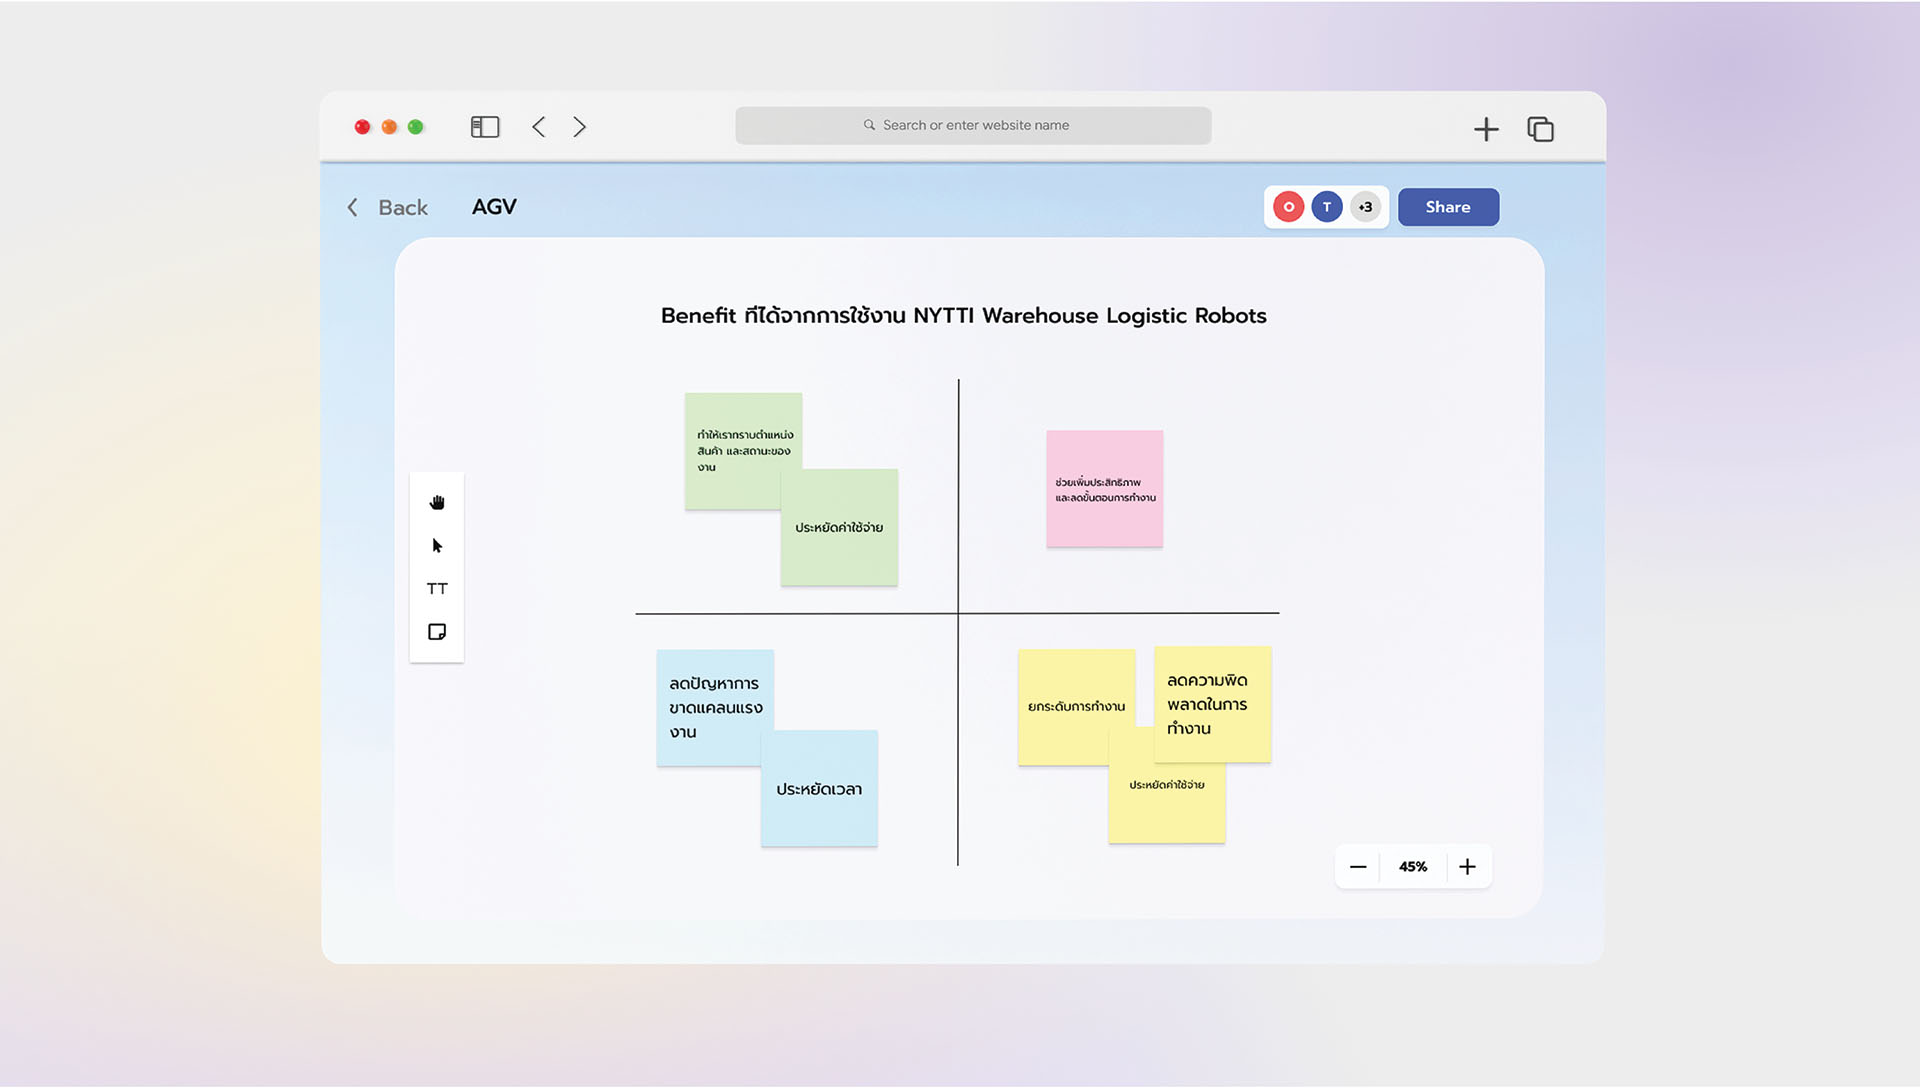 Search or enter website name
Back
AGV
O
T
+3
Share
Benefit ทีได้จากการใช้งาน NYTTI Warehouse Logistic Robots
ทำให้เรากราบตำแหน่ง
สินค้า และสถานะของ
งาน
ประหยัดค่าใช้จ่าย
ช่วยเพิ่มประสิทธิภาพ
และลดขั้นตอนการทำงาน
TT
ลดปัญหาการ
ขาดแคลนแรง
งาน
ประหยัดเวลา
ยกระดับการทำงาน
ลดความผิด
พลาดในการ
ทำงาน
ประหยัดค่าใช้จ่าย
45%